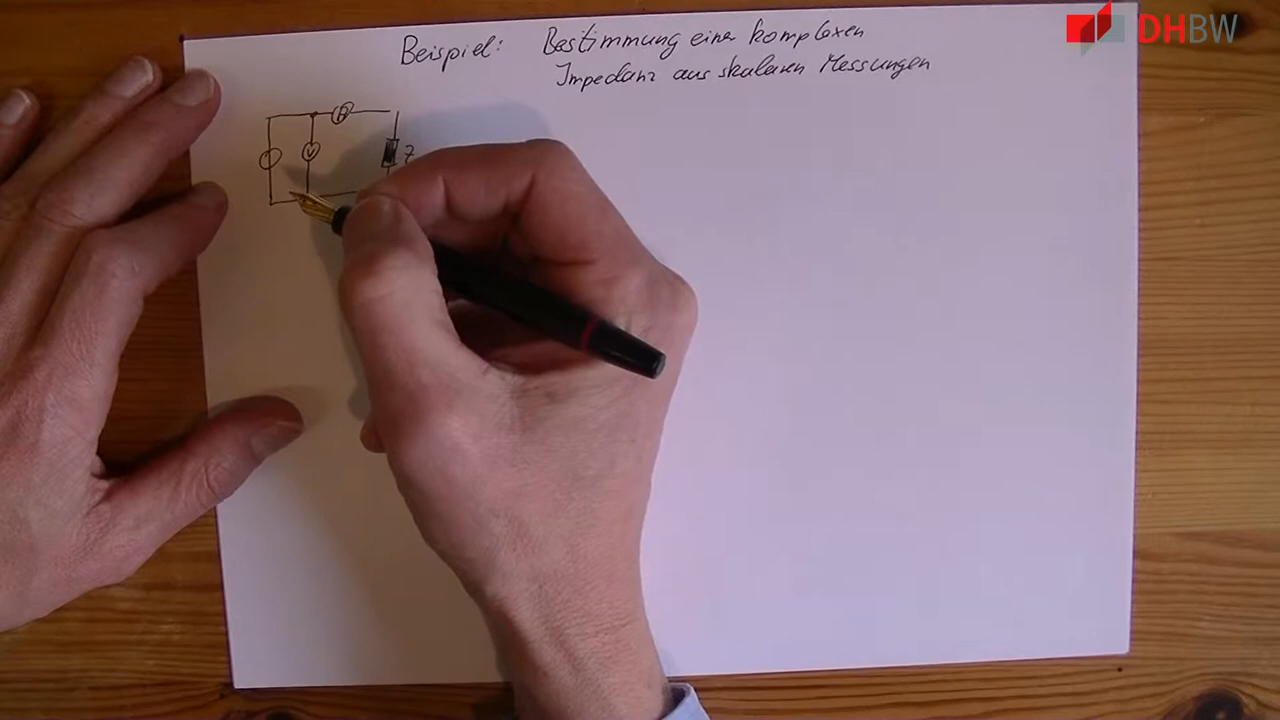 DHBW
Beispiel: Bestimmung einer komplexen
Impedanz aus skalaren Messungen
A
V
Z